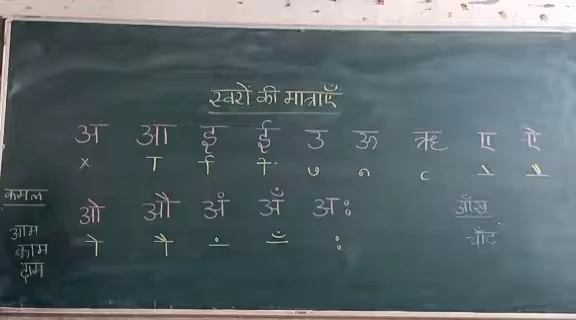 स्वरों की मात्राएँ
अ आ इ ई उ ऊ ऋ ए ऐ
x ा ि ी ु ू ृ े ै
कमल
ओ औ अं अँ अः
आँख
आम
ो ौ ं ँ ः
चाँद
काम
दाग